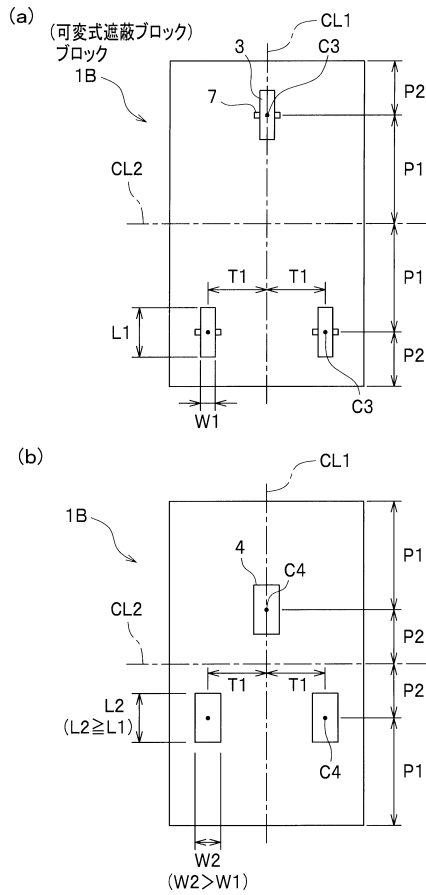 (a)
(可変式遮蔽ブロック)
ブロック
1B
CL1
3
C3
7
P2
CL2
P1
T1
T1
P1
L1
P2
W1
C3
(b)
CL1
1B
4
C4
P1
CL2
P2
T1
T1
L2
(L2≧L1)
P2
C4
P1
W2
(W2>W1)